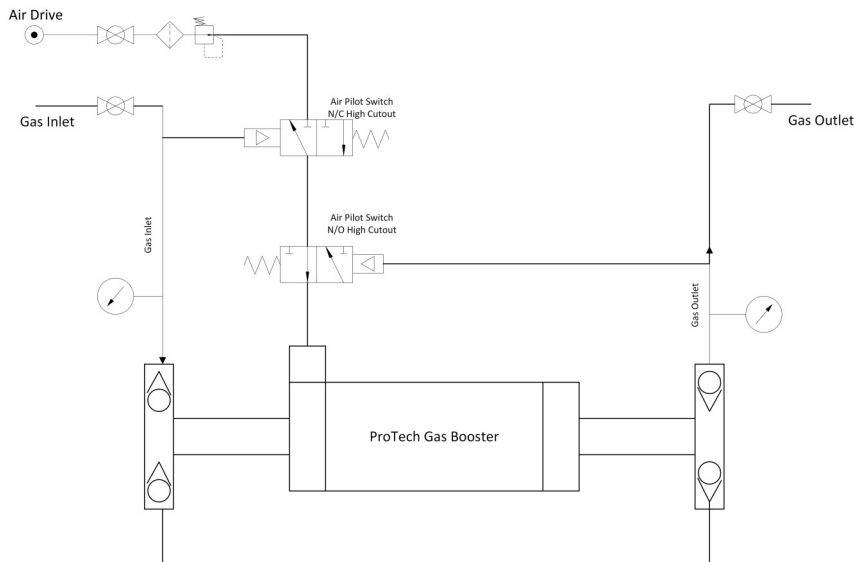 Air Drive
Gas Inlet
Air Pilot Switch
N/C High Cutout
Gas Outlet
Gas Inlet
Air Pilot Switch
N/O High Cutout
Gas Outlet
ProTech Gas Booster